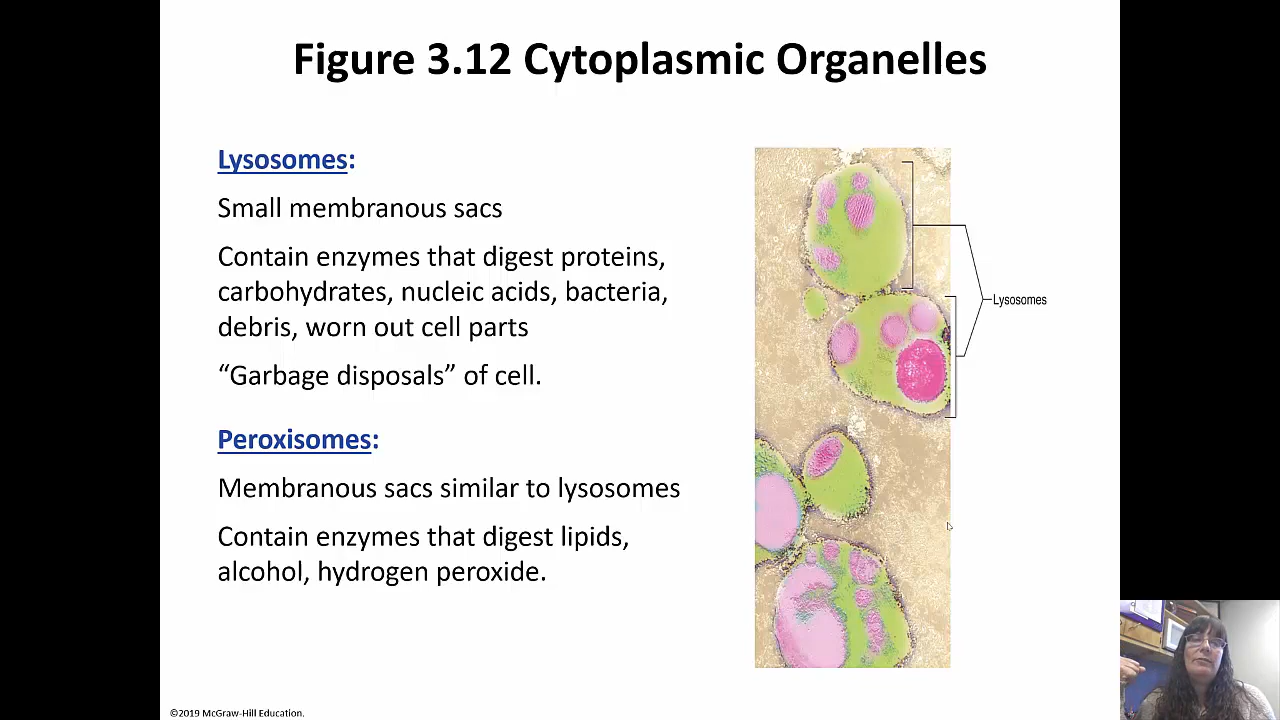 Figure 3.12 Cytoplasmic Organelles
Lysosomes:
Small membranous sacs
Contain enzymes that digest proteins,
carbohydrates, nucleic acids, bacteria,
debris, worn out cell parts
“Garbage disposals” of cell.
Peroxisomes:
Membranous sacs similar to lysosomes
Contain enzymes that digest lipids,
alcohol, hydrogen peroxide.
Lysosomes
©2019 McGraw-Hill Education.